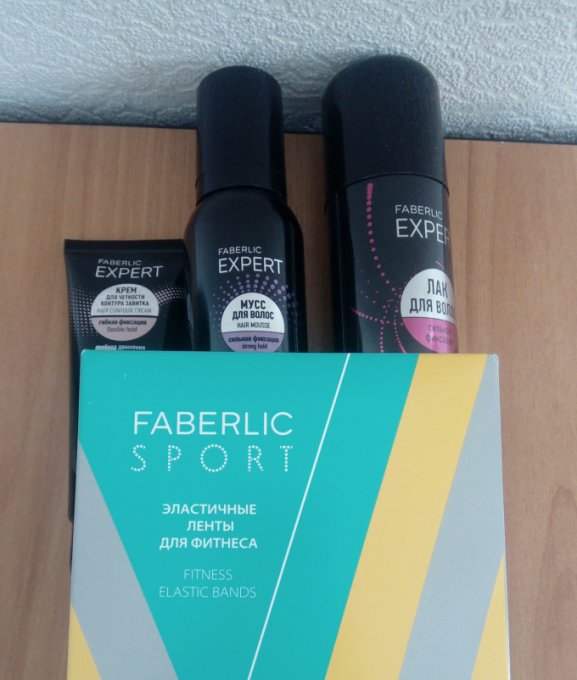 FABERLIC
EXPERT
КРЕМ
ДЛЯ ЧЕТКОСТИ
КОНТУРА ЗАВИТКА
HAIR CONTOUR CREAM
гибкая фиксация
flexible hold
FABERLIC
EXPERT
МУСС
ДЛЯ ВОЛОС
HAIR MOUSSE
сильная фиксация
strong hold
FABERLIC
EXPERT
ЛАК
ДЛЯ ВОЛОС
СИЛЬНАЯ
ФИКСАЦИЯ
FABERLIC
SPORT
ЭЛАСТИЧНЫЕ
ЛЕНТЫ
ДЛЯ ФИТНЕСА
FITNESS
ELASTIC BANDS